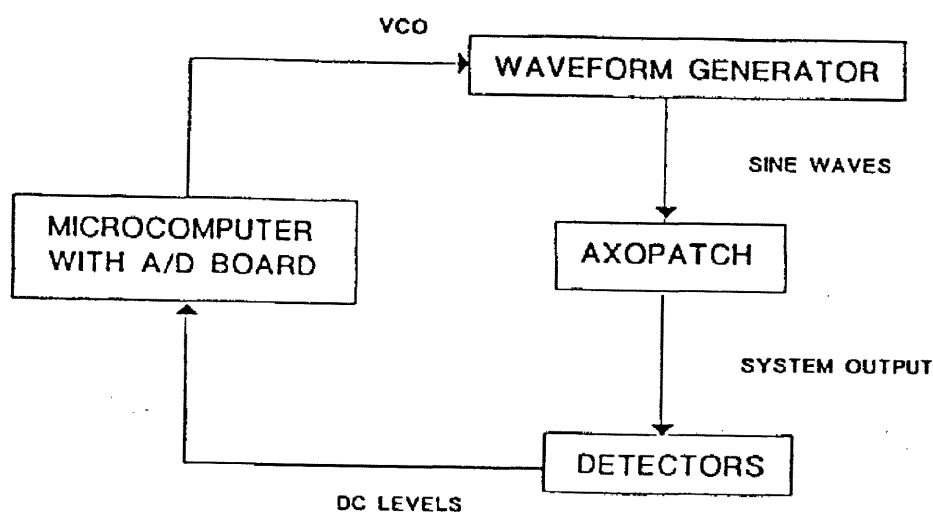 VCO
WAVEFORM GENERATOR
SINE WAVES
MICROCOMPUTER
WITH A/D BOARD
AXOPATCH
SYSTEM OUTPUT
DETECTORS
DC LEVELS